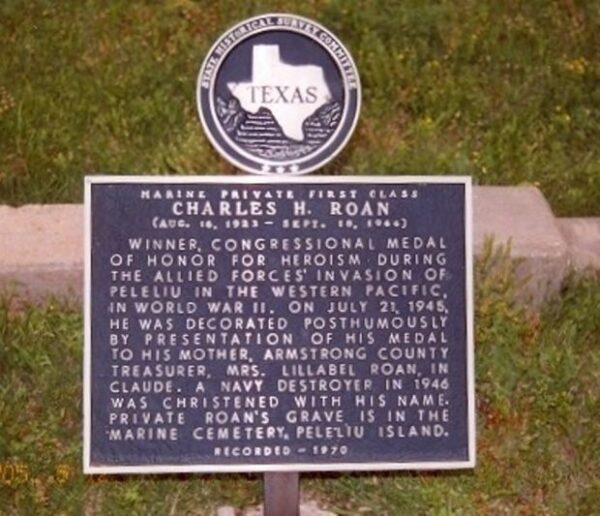 STATE HISTORICAL SURVEY COMMITTEE
TEXAS
MARINE PRIVATE FIRST CLASS
CHARLES H. ROAN
(AUG. 16, 1923 - SEPT. 18, 1944)
WINNER, CONGRESSIONAL MEDAL
OF HONOR FOR HEROISM DURING
THE ALLIED FORCES' INVASION OF
PELELIU IN THE WESTERN PACIFIC,
IN WORLD WAR II. ON JULY 21, 1945,
HE WAS DECORATED POSTHUMOUSLY
BY PRESENTATION OF HIS MEDAL
TO HIS MOTHER, ARMSTRONG COUNTY
TREASURER, MRS. LILLABEL ROAN, IN
CLAUDE. A NAVY DESTROYER IN 1946
WAS CHRISTENED WITH HIS NAME.
PRIVATE ROAN'S GRAVE IS IN THE
MARINE CEMETERY, PELELIU ISLAND.
RECORDED - 1970